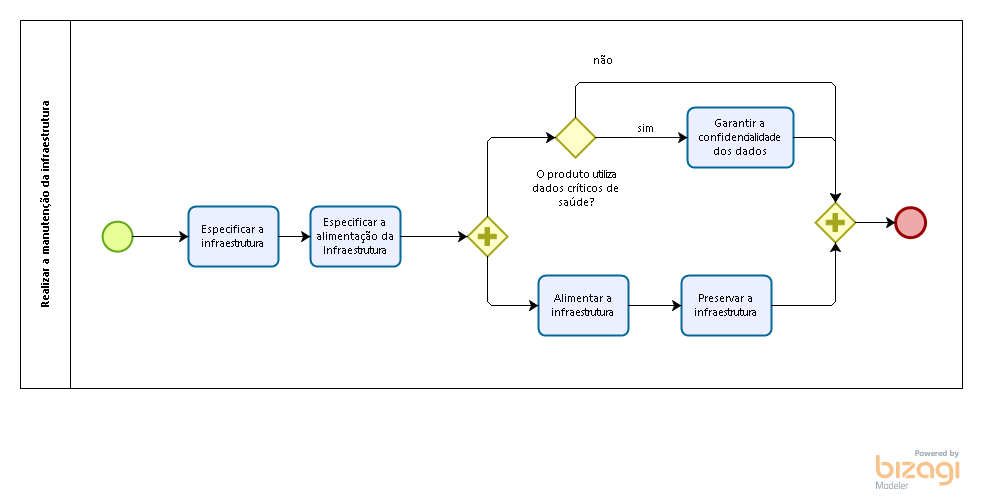 Realizar a manutenção da infraestrutura
não
sim
Garantir a
confidencialidade
dos dados
O produto utiliza
dados críticos de
saúde?
Especificar a
infraestrutura
Especificar a
alimentação da
Infraestrutura
Alimentar a
infraestrutura
Preservar a
infraestrutura
Powered by
bizagi
Modeler